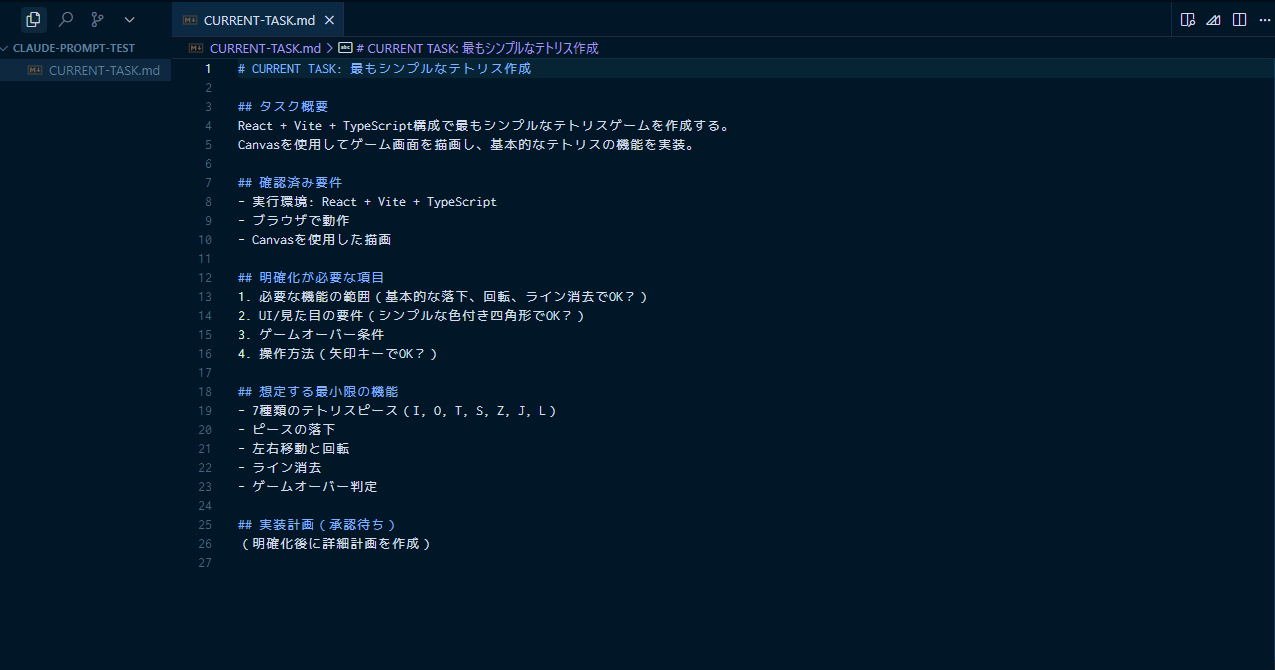 CURRENT-TASK.md
CLAUDE-PROMPT-TEST
CURRENT-TASK.md
CURRENT-TASK.md > # CURRENT TASK: 最もシンプルなテトリス作成
1 # CURRENT TASK: 最もシンプルなテトリス作成
2
3 ## タスク概要
4 React + Vite + TypeScript構成で最もシンプルなテトリスゲームを作成する。
5 Canvasを使用してゲーム画面を描画し、基本的なテトリスの機能を実装。
6
7 ## 確認済み要件
8 - 実行環境: React + Vite + TypeScript
9 - ブラウザで動作
10 - Canvasを使用した描画
11
12 ## 明確化が必要な項目
13 1. 必要な機能の範囲（基本的な落下、回転、ライン消去でOK？）
14 2. UI/見た目の要件（シンプルな色付き四角形でOK？）
15 3. ゲームオーバー条件
16 4. 操作方法（矢印キーでOK？）
17
18 ## 想定する最小限の機能
19 - 7種類のテトリスピース（I, O, T, S, Z, J, L）
20 - ピースの落下
21 - 左右移動と回転
22 - ライン消去
23 - ゲームオーバー判定
24
25 ## 実装計画（承認待ち）
26 （明確化後に詳細計画を作成）
27